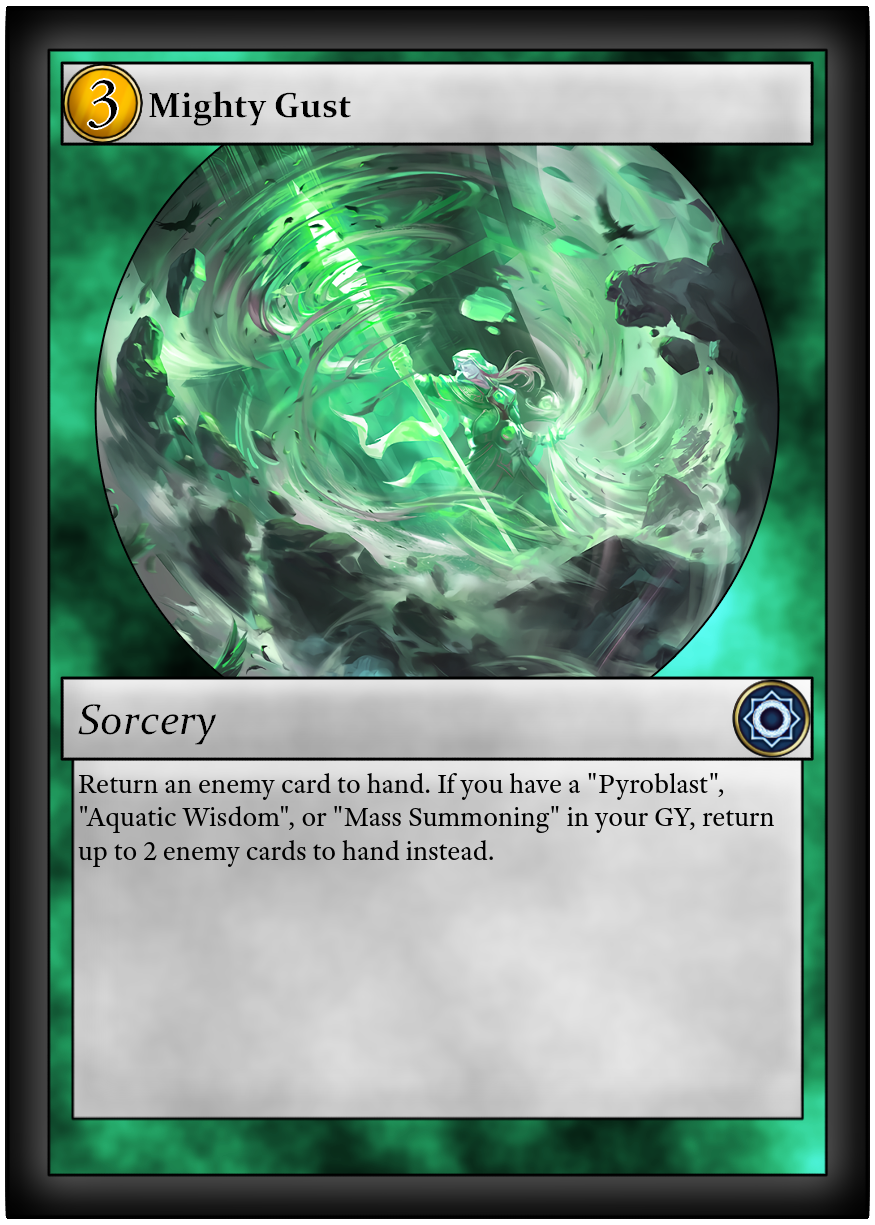 3 Mighty Gust
Sorcery
Return an enemy card to hand. If you have a "Pyroblast",
"Aquatic Wisdom", or "Mass Summoning" in your GY, return
up to 2 enemy cards to hand instead.